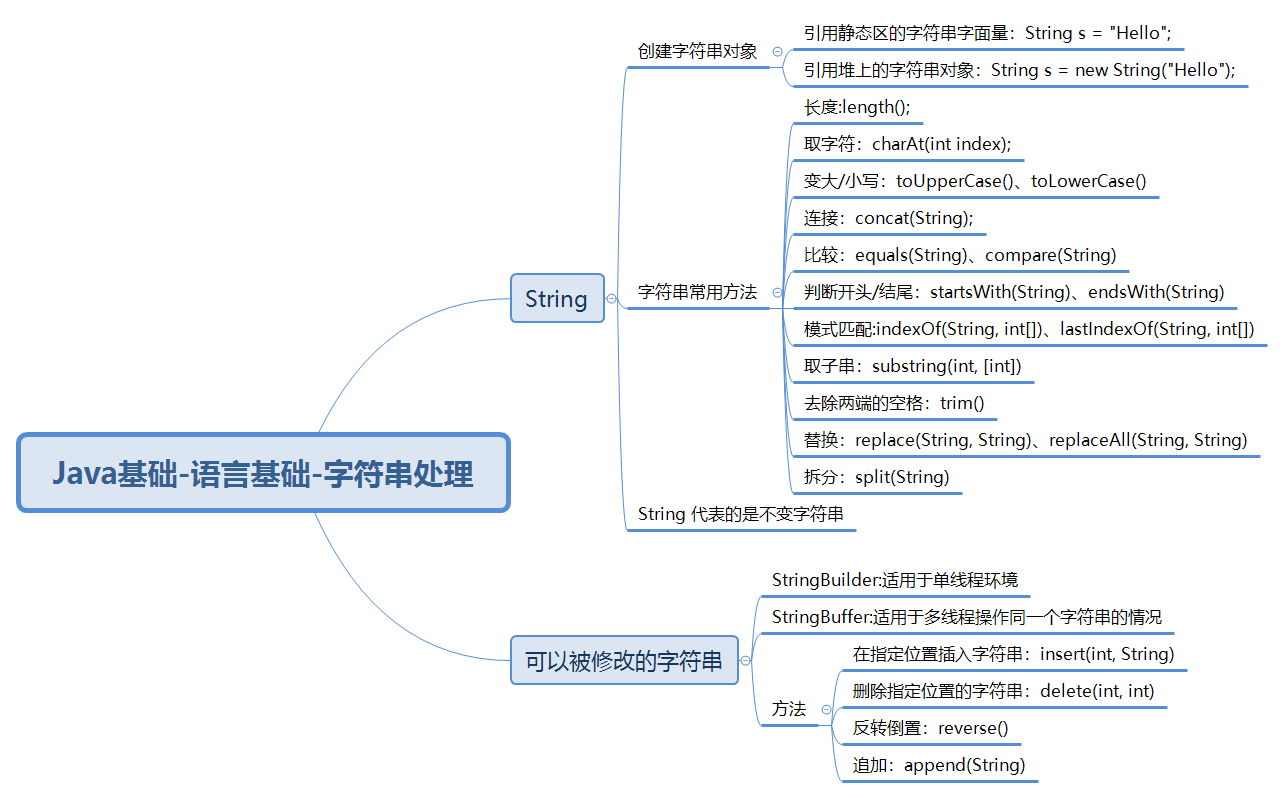 Java基础-语言基础-字符串处理
String
创建字符串对象
引用静态区的字符串字面量：String s = "Hello";
引用堆上的字符串对象：String s = new String("Hello");
字符串常用方法
长度:length();
取字符：charAt(int index);
变大/小写：toUpperCase()、toLowerCase()
连接：concat(String);
比较：equals(String)、compare(String)
判断开头/结尾：startsWith(String)、endsWith(String)
模式匹配:indexOf(String, int[])、lastIndexOf(String, int[])
取子串：substring(int, [int])
去除两端的空格：trim()
替换：replace(String, String)、replaceAll(String, String)
拆分：split(String)
String 代表的是不变字符串
可以被修改的字符串
StringBuilder:适用于单线程环境
StringBuffer:适用于多线程操作同一个字符串的情况
方法
在指定位置插入字符串：insert(int, String)
删除指定位置的字符串：delete(int, int)
反转倒置：reverse()
追加：append(String)